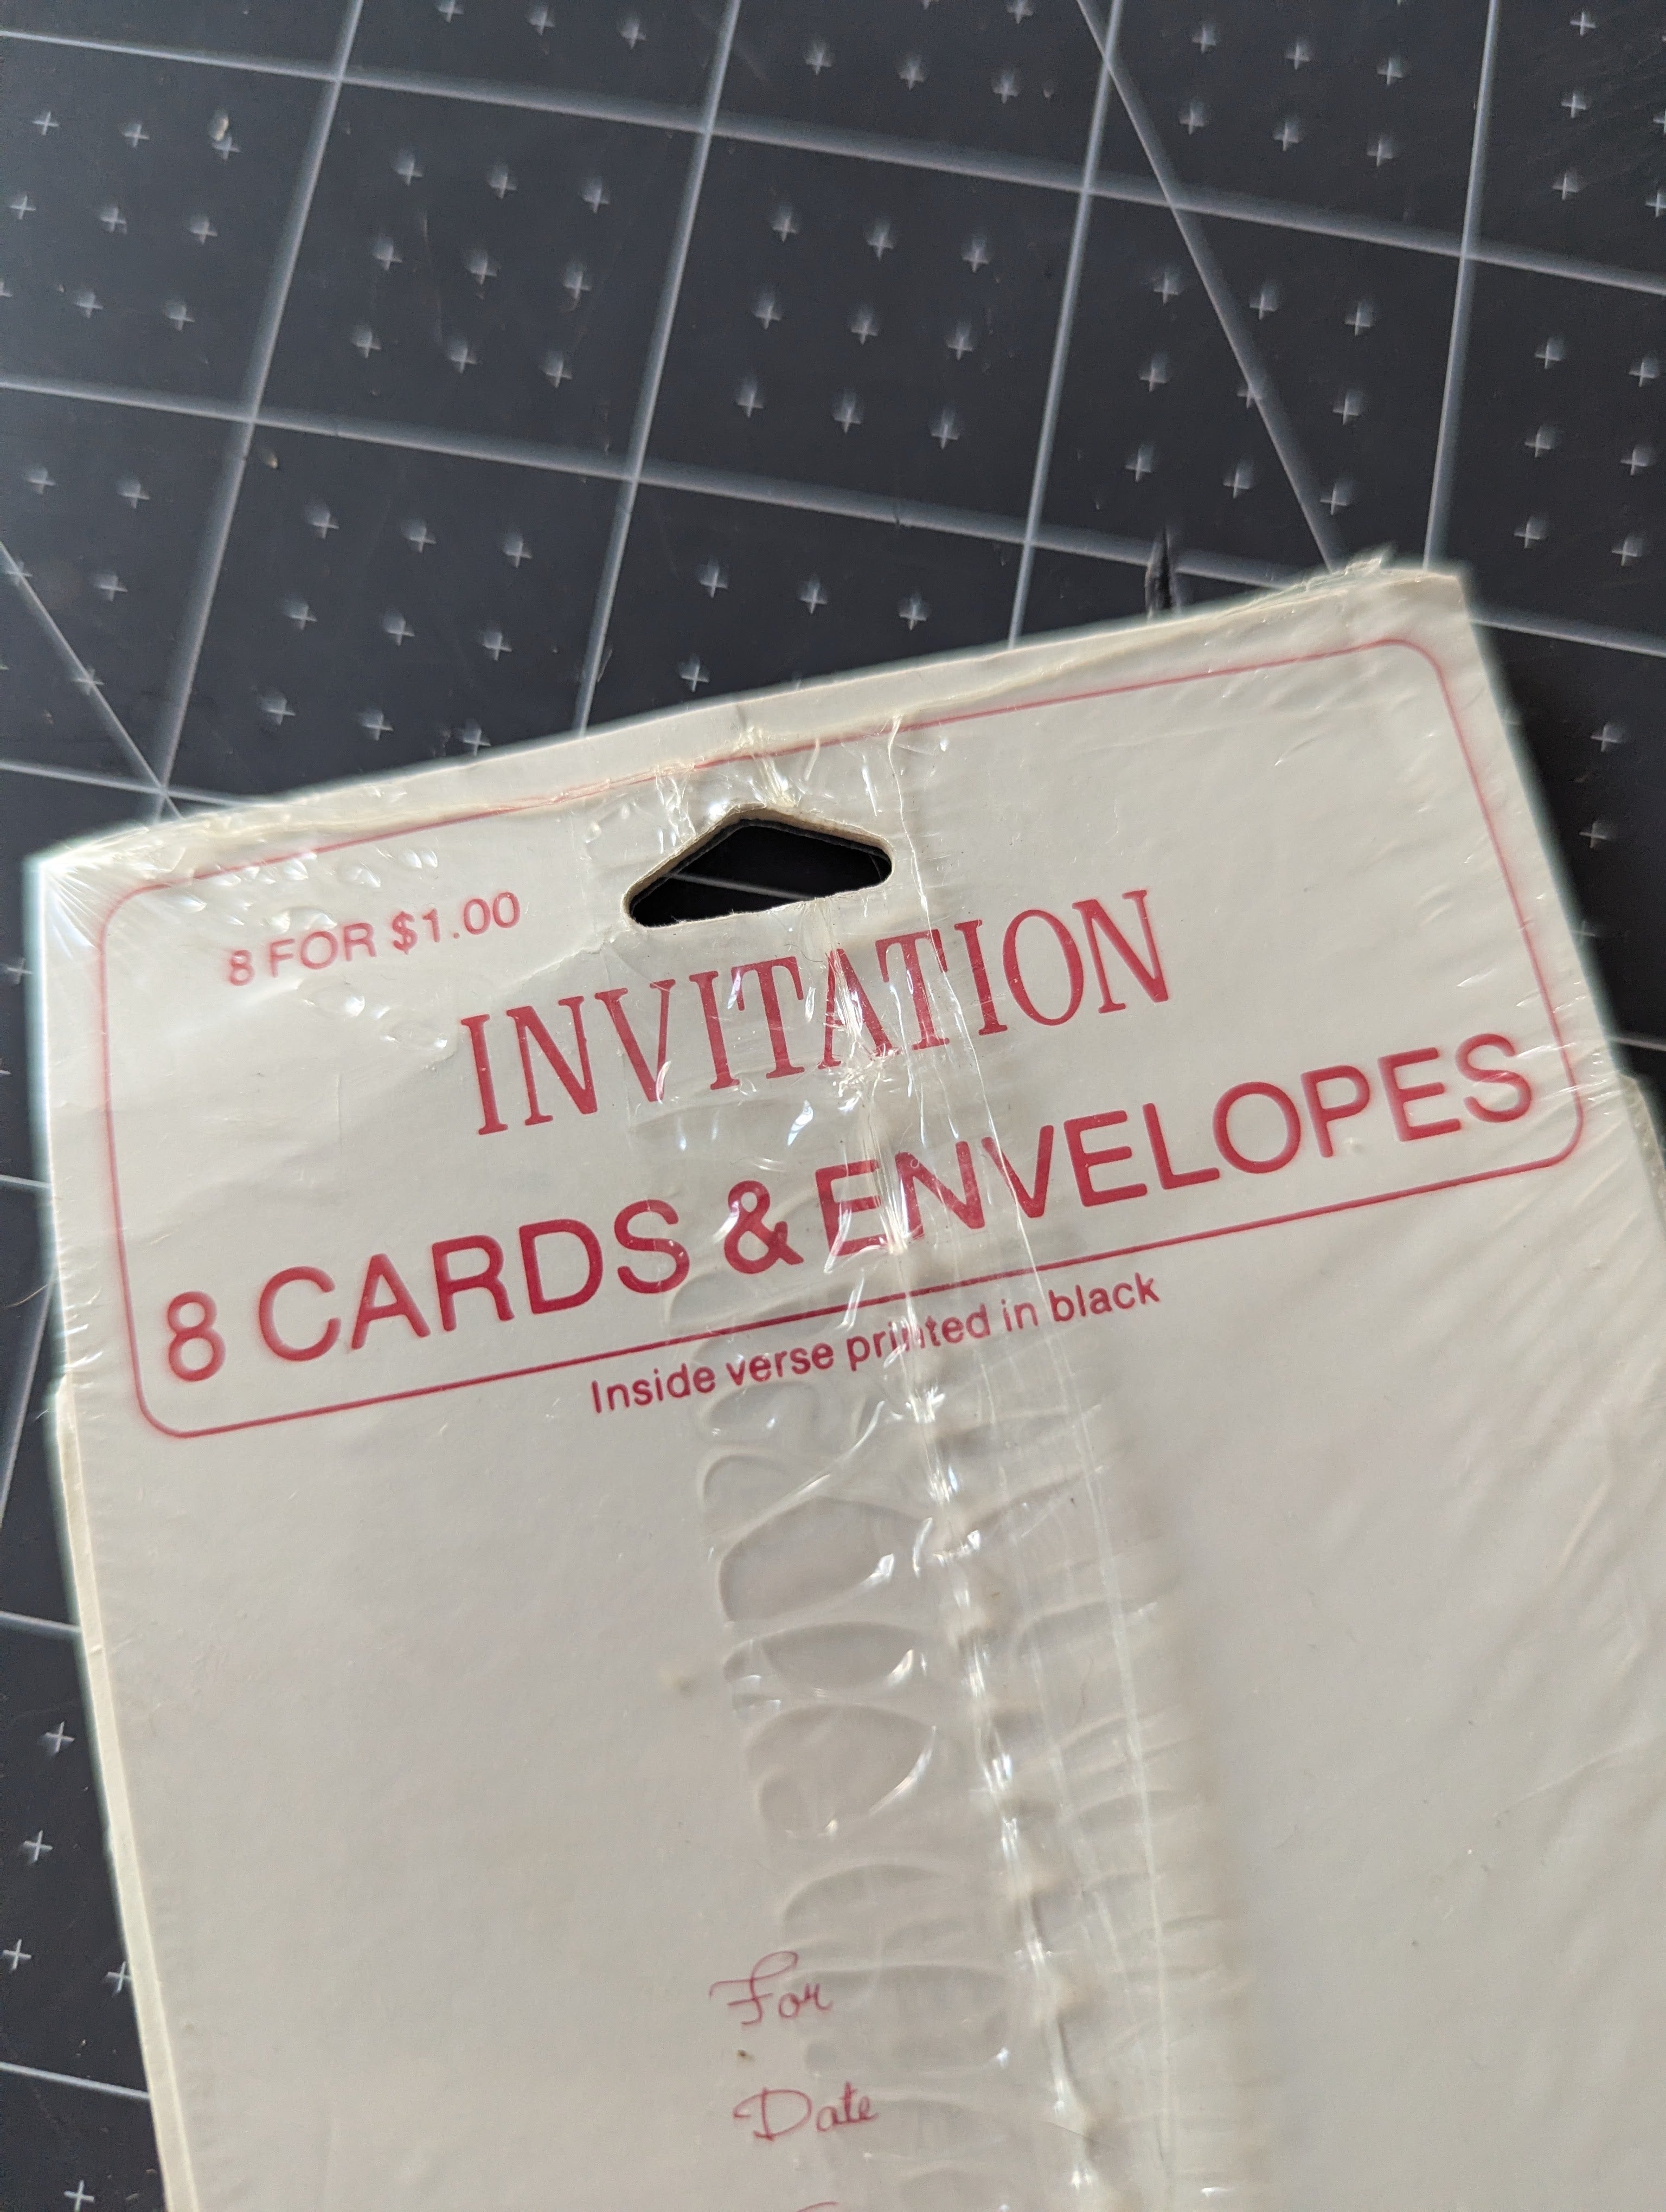 8 FOR $1.00
INVITATION
8 CARDS & ENVELOPES
Inside verse printed in black
For
Date